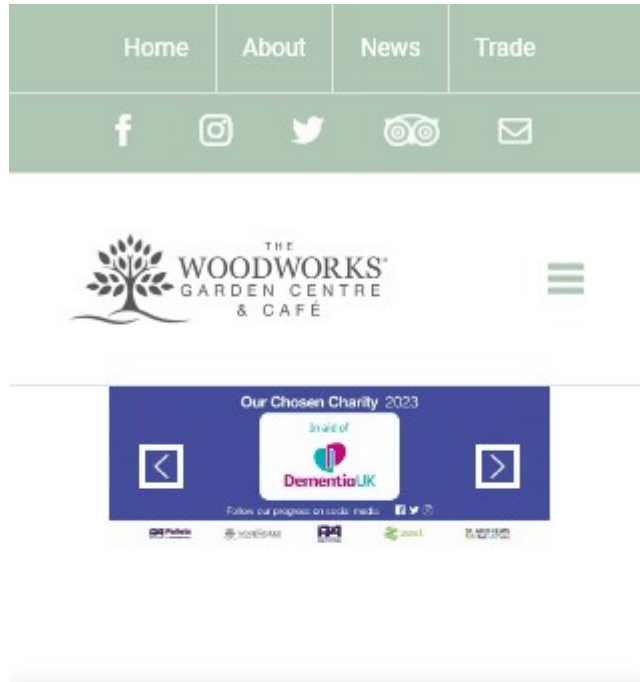 Home About News Trade
THE
WOODWORKS
GARDEN CENTRE
& CAFÉ
Our Chosen Charity 2023
In aid of
DementiaUK
Follow our progress on social media